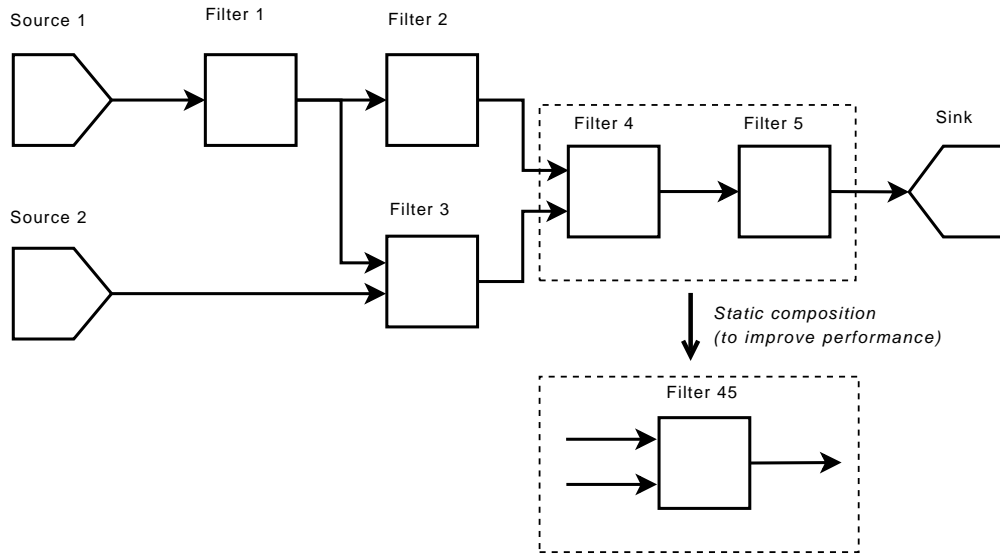 Source 1
Filter 1
Filter 2
Filter 4
Filter 5
Sink
Source 2
Filter 3
Static composition
(to improve performance)
Filter 45